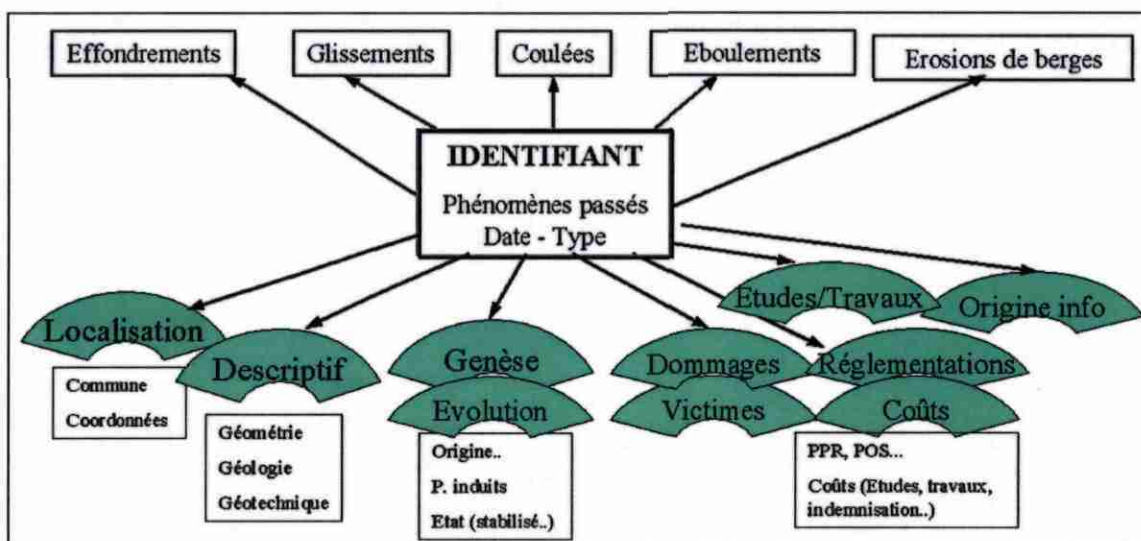 Effondrements
Glissements
Coulées
Eboulements
Erosions de berges
IDENTIFIANT
Phénomènes passés
Date - Type
Etudes/Travaux
Origine info
Localisation
Descriptif
Genèse
Dommages
Réglementations
Evolution
Victimes
Coûts
Commune
Coordonnées
Géométrie
Géologie
Géotechnique
Origine..
P. induits
Etat (stabilisé..)
PPR, POS...
Coûts (Etudes, travaux,
indemnisation..)